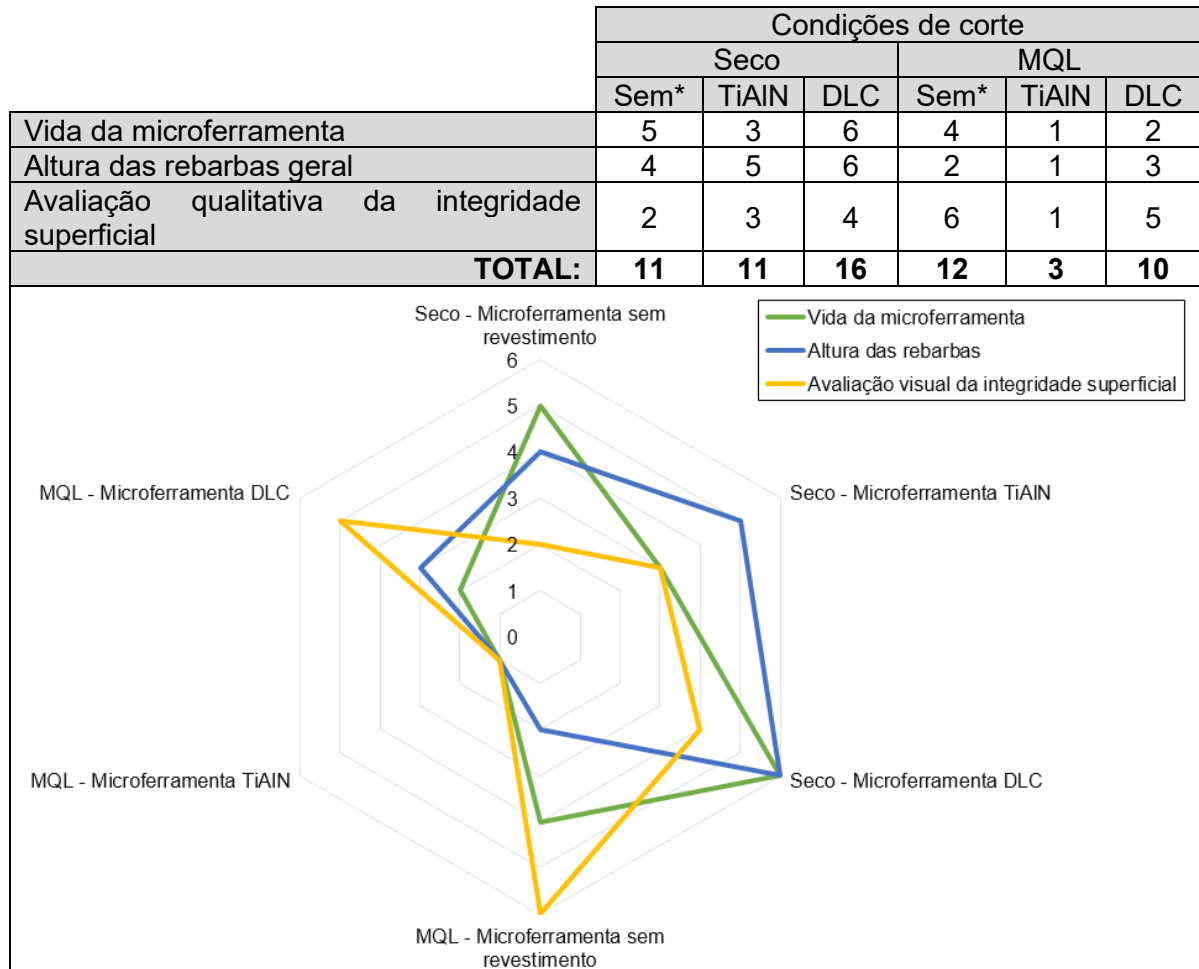 Condições de corte
Seco MQL
Sem* TiAlN DLC Sem* TiAlN DLC
Vida da microferramenta 5 3 6 4 1 2
Altura das rebarbas geral 4 5 6 2 1 3
Avaliação qualitativa da integridade
superficial 2 3 4 6 1 5
TOTAL: 11 11 16 12 3 10
Seco - Microferramenta sem
revestimento
Vida da microferramenta
Altura das rebarbas
Avaliação visual da integridade superficial
6
5
4
3
2
1
0
MQL - Microferramenta DLC
Seco - Microferramenta TiAlN
MQL - Microferramenta TiAlN
Seco - Microferramenta DLC
MQL - Microferramenta sem
revestimento